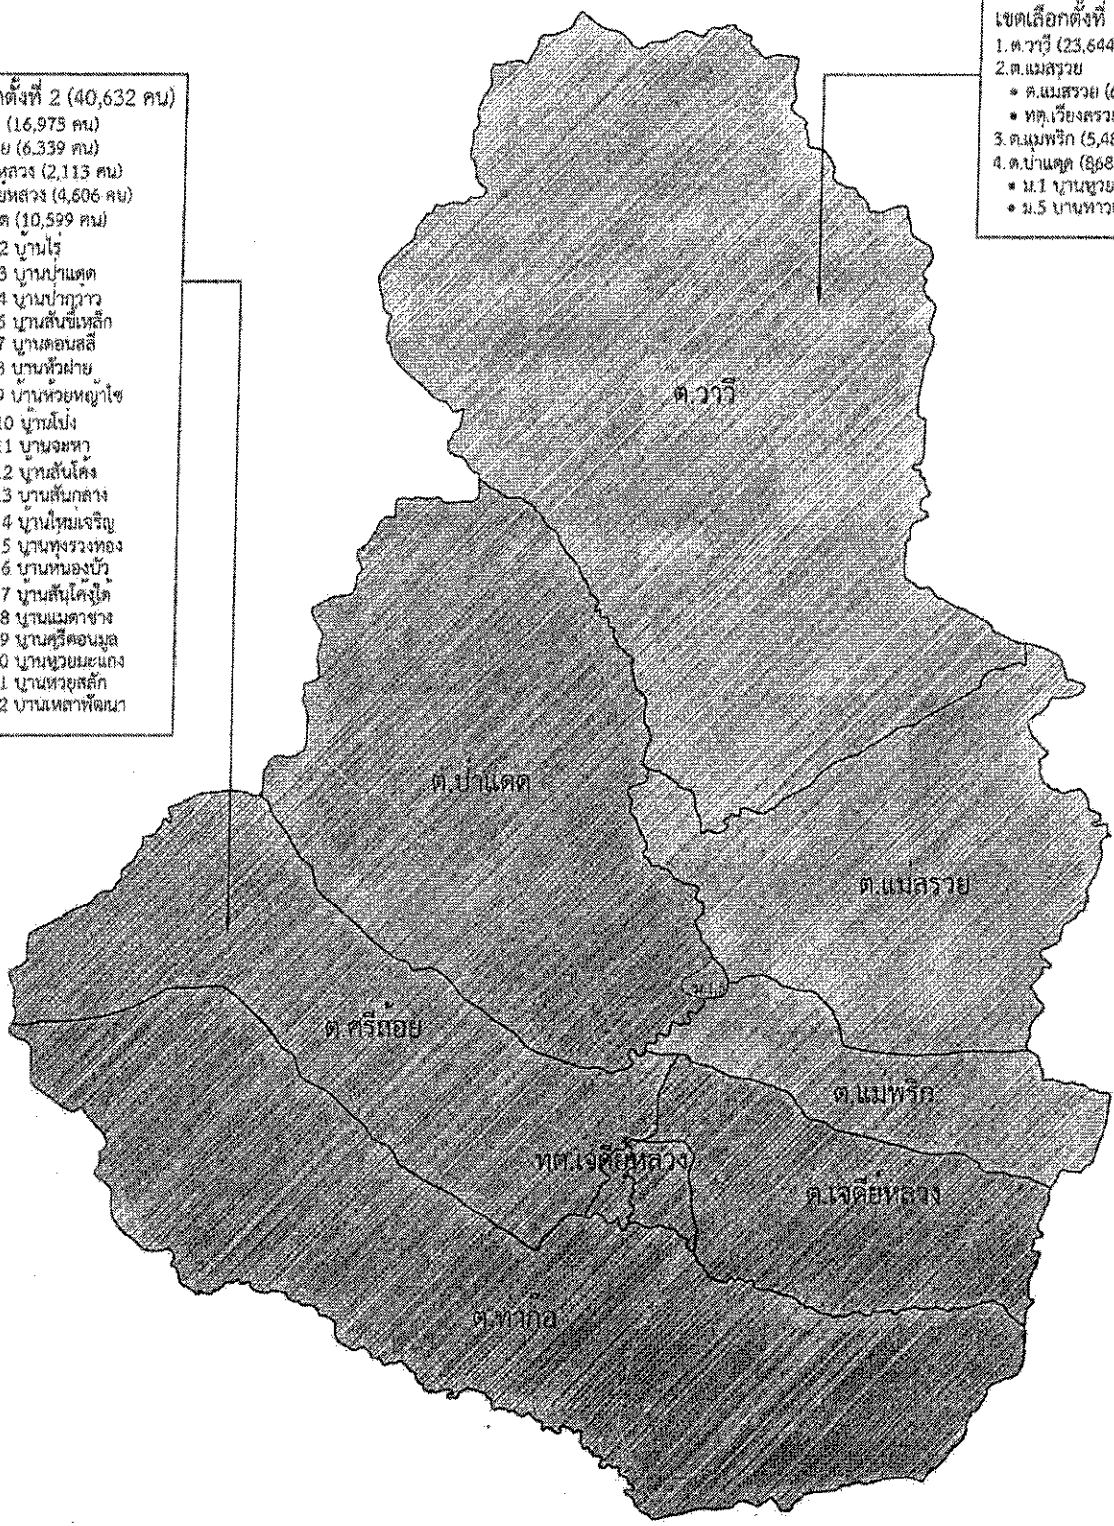 เขตเลือกตั้งที่
1.ต.วาวี (23,644
2.ต.แม่สรวย
• ต.แม่สรวย (6
• ทต.เวียงสรวย
3.ต.แม่พริก (5,48
4.ต.ป่าแดด (868
• ม.1 บ้านห้วย
• ม.5 บ้านท่าว
ตั้งที่ 2 (40,632 คน)
(16,973 คน)
ย (6,339 คน)
หลวง (2,113 คน)
ย์หลวง (4,606 คน)
ด (10,599 คน)
2 บ้านไร่
3 บ้านป่าแดด
4 บ้านป่ากว๋าว
6 บ้านสันขี้เหล็ก
7 บ้านดอนสลี
8 บ้านหัวฝาย
9 บ้านห้วยหญ้าไซ
10 บ้านโป่ง
11 บ้านจะหา
12 บ้านสันโค้ง
13 บ้านสันกลาง
4 บ้านใหม่เจริญ
5 บ้านทุ่งรวงทอง
6 บ้านหนองบัว
7 บ้านสันโค้งใต้
8 บ้านแม่ตาช้าง
9 บ้านศรีดอนมูล
0 บ้านห้วยมะแกง
1 บ้านห้วยสลัก
2 บ้านเหล่าพัฒนา
ต.วาวี
ต.ป่าแดด
ต.แม่สรวย
ต.ศรีถ้อย
ต.แม่พริก
ทต.เจดีย์หลวง
ต.เจดีย์หลวง
ต.ท่าก๊อ